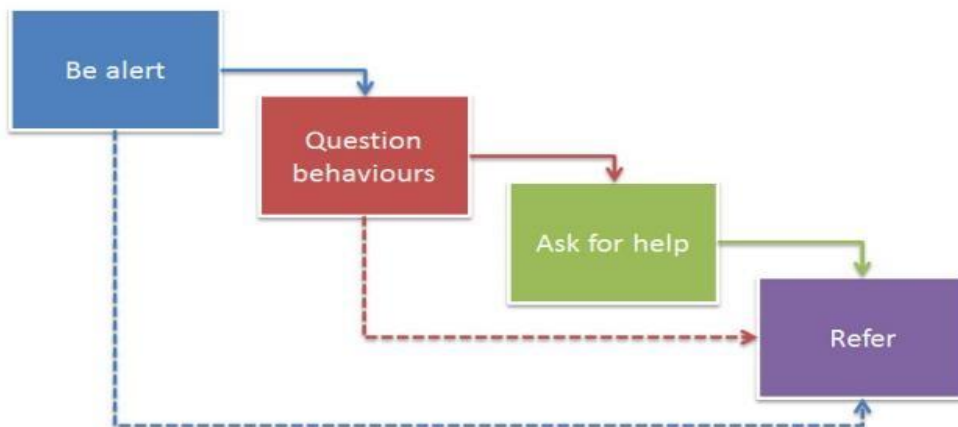 Be alert
Question
behaviours
Ask for help
Refer